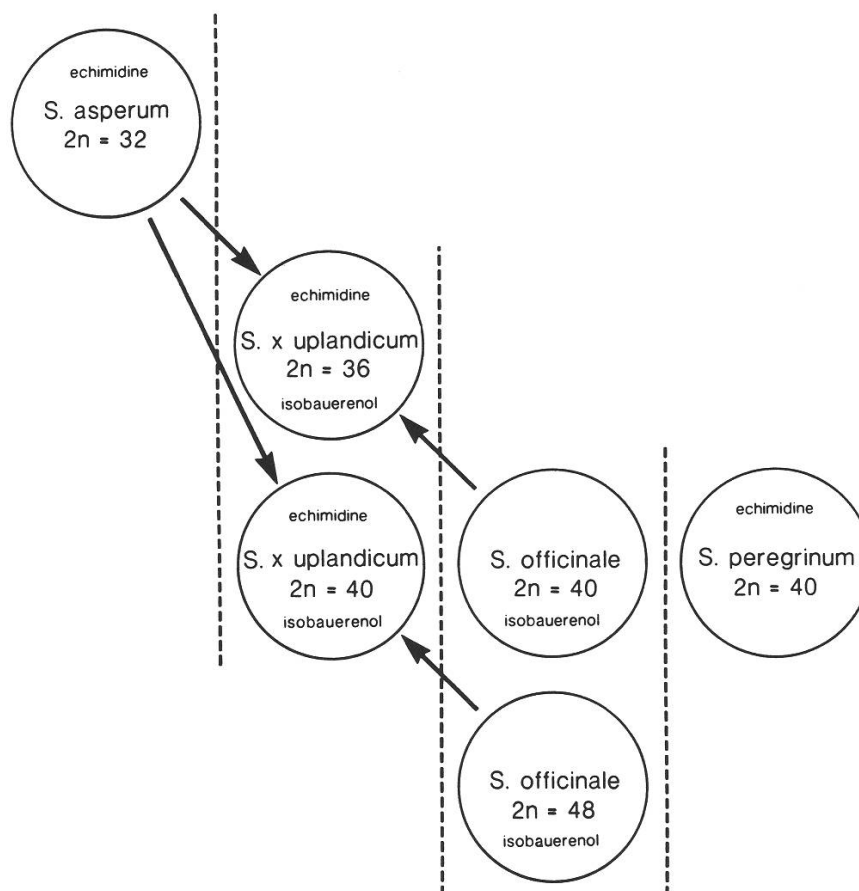 echimidine
S. asperum
2n = 32
echimidine
S. x uplandicum
2n = 36
isobauerenol
echimidine
S. x uplandicum
2n = 40
isobauerenol
S. officinale
2n = 40
isobauerenol
echimidine
S. peregrinum
2n = 40
S. officinale
2n = 48
isobauerenol